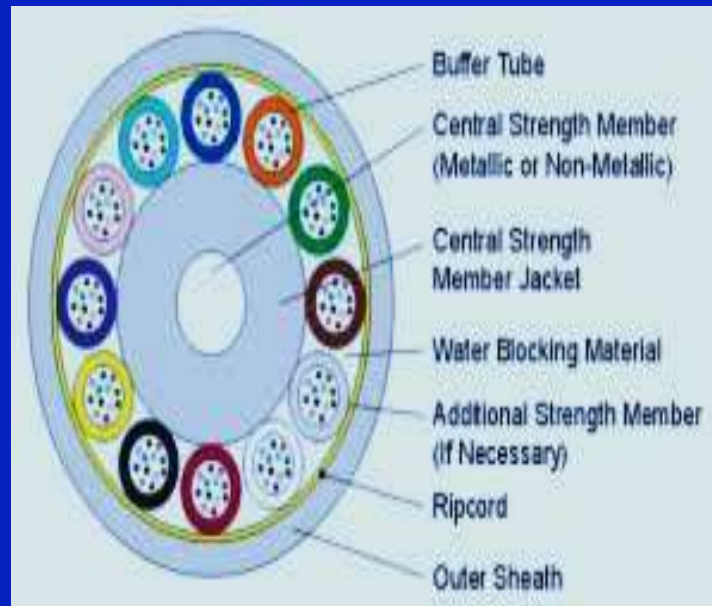 Buffer Tube
Central Strength Member
(Metallic or Non-Metallic)
Central Strength
Member Jacket
Water Blocking Material
Additional Strength Member
(If Necessary)
Ripcord
Outer Sheath